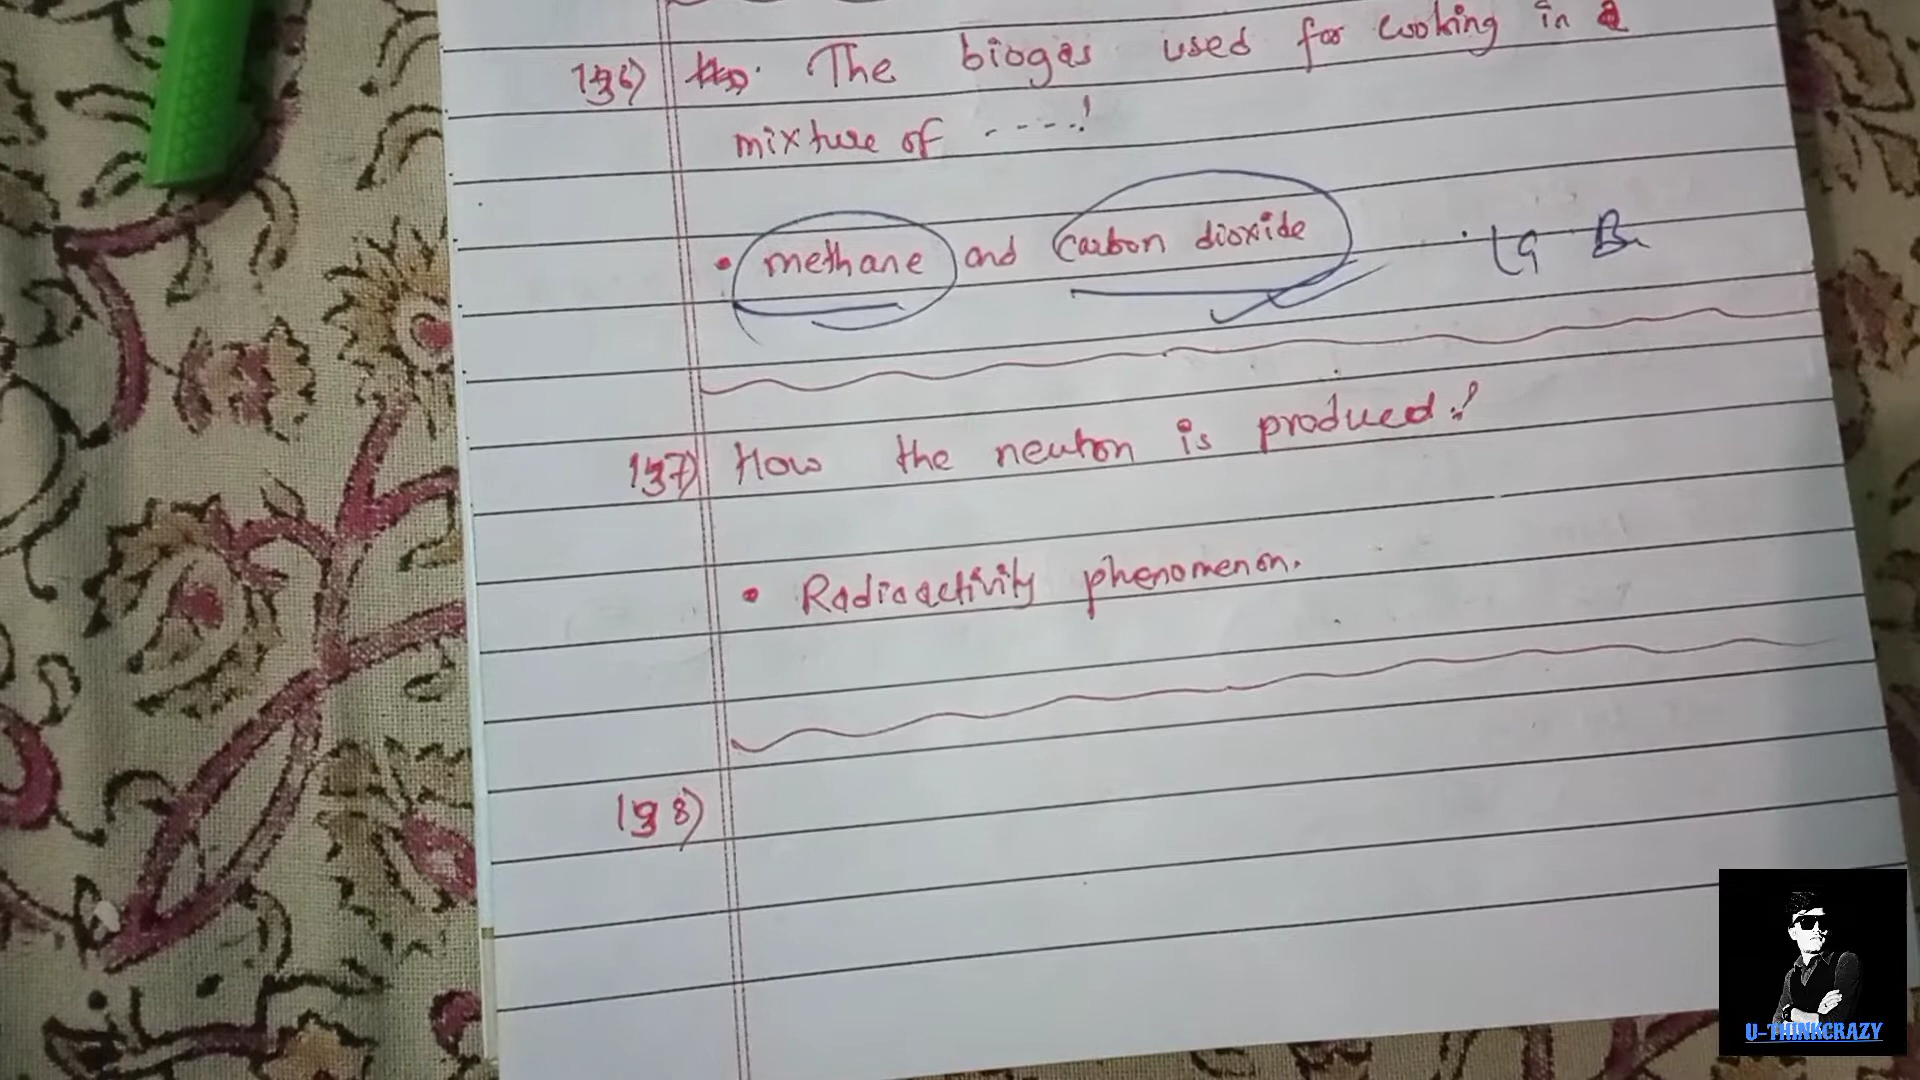 136) The biogas used for cooking in a
mixture of ----!
• methane and carbon dioxide
137) How the neutron is produced?
• Radioactivity phenomenon.
138)
U-THINKCRAZY